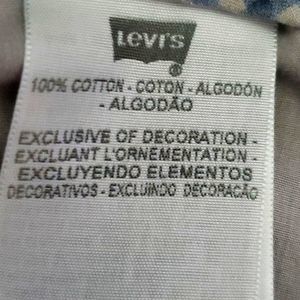 LEVI'S
®
100% COTTON - COTON - ALGODÓN
- ALGODÃO
EXCLUSIVE OF DECORATION -
EXCLUANT L'ORNEMENTATION -
EXCLUYENDO ELEMENTOS
DECORATIVOS - EXCLUINDO DECORAÇÃO